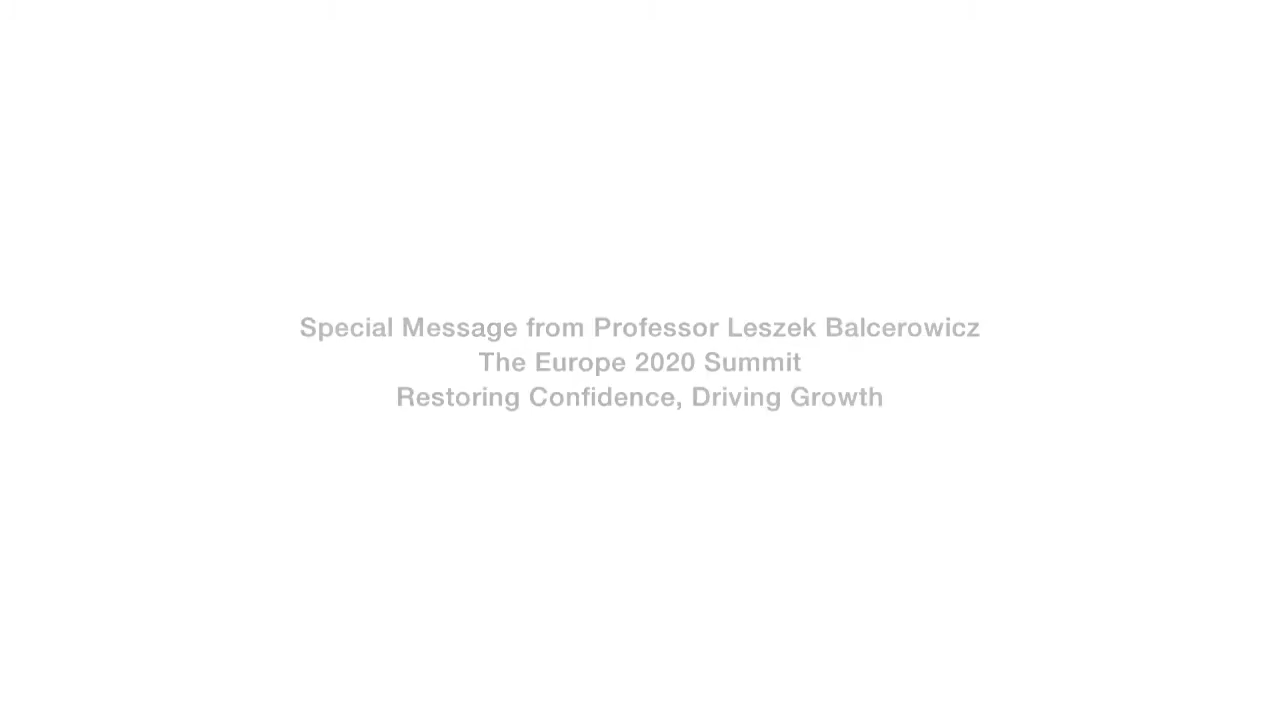 Special Message from Professor Leszek Balcerowicz
The Europe 2020 Summit
Restoring Confidence, Driving Growth